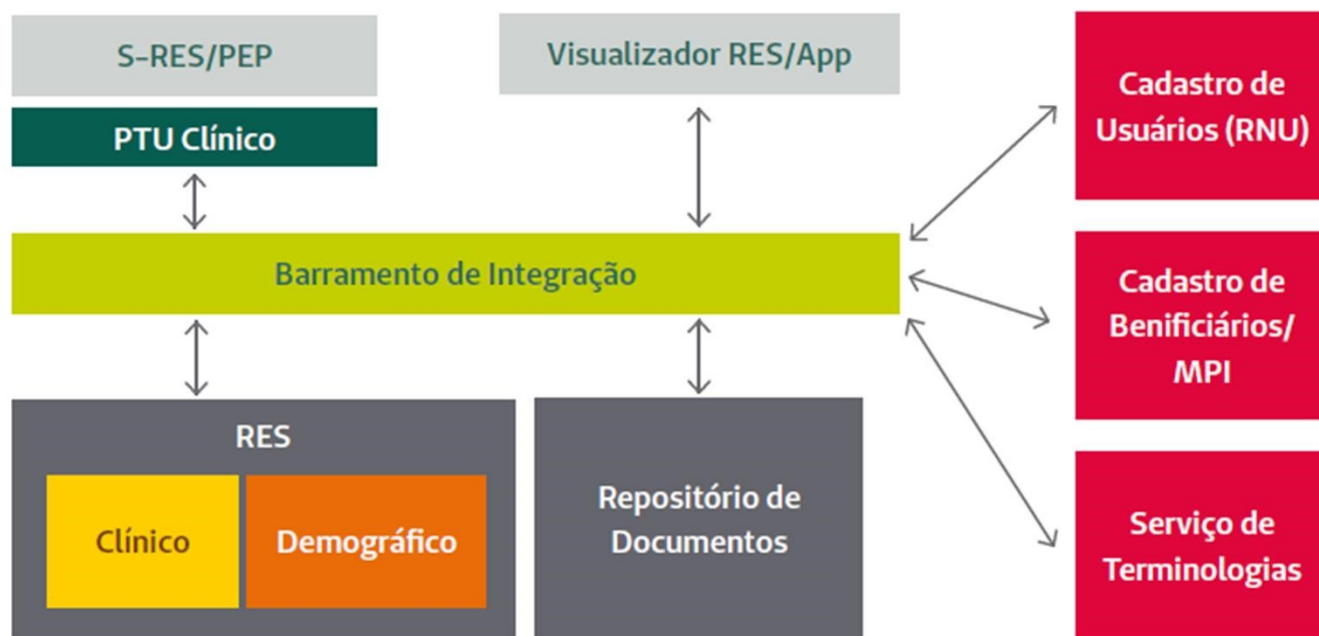 S-RES/PEP
PTU Clínico
Visualizador RES/App
Barramento de Integração
RES
Clínico
Demográfico
Repositório de
Documentos
Cadastro de
Usuários (RNU)
Cadastro de
Benificiários/
MPI
Serviço de
Terminologias